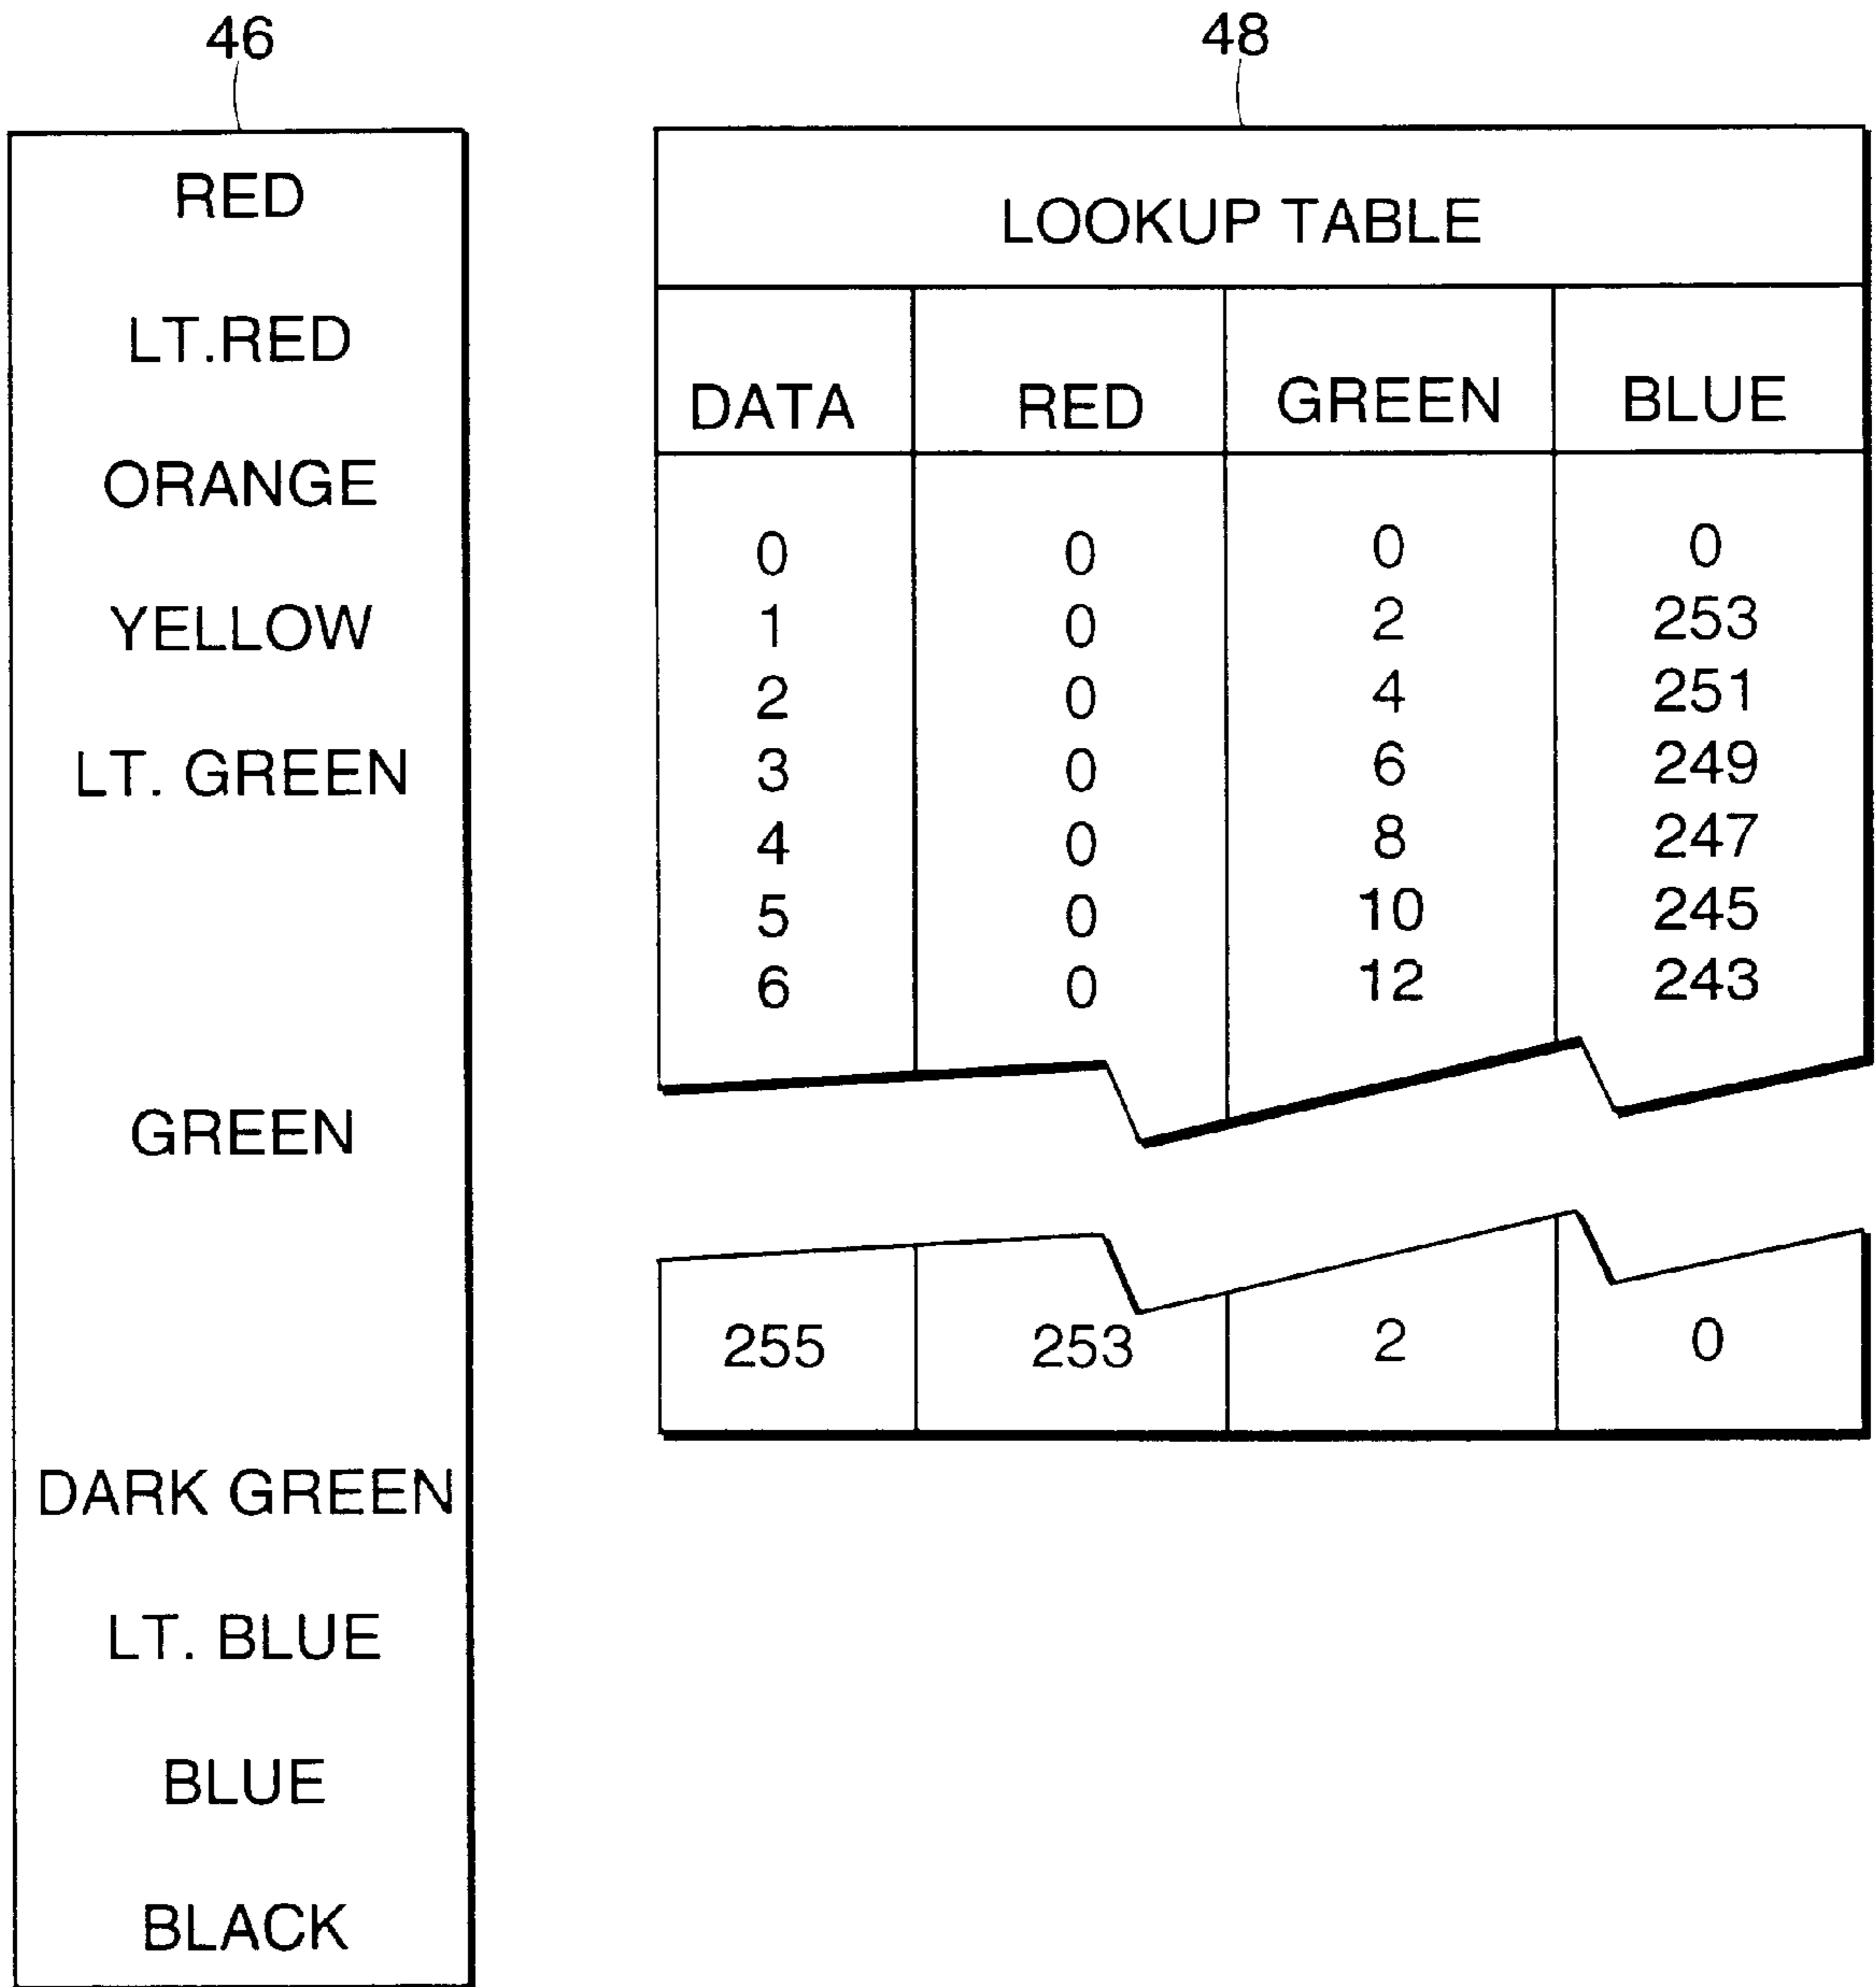 46
RED
LT.RED
ORANGE
YELLOW
LT. GREEN
GREEN
DARK GREEN
LT. BLUE
BLUE
BLACK
48
LOOKUP TABLE
DATA RED GREEN BLUE
0 0 0 0
1 0 2 253
2 0 4 251
3 0 6 249
4 0 8 247
5 0 10 245
6 0 12 243
255 253 2 0